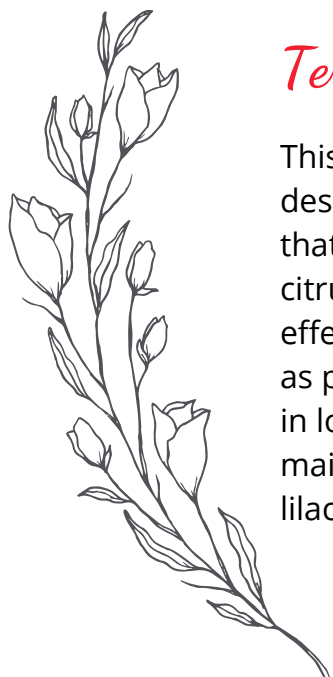 Te
This
des
that
citru
effe
as p
in lo
mai
lilac